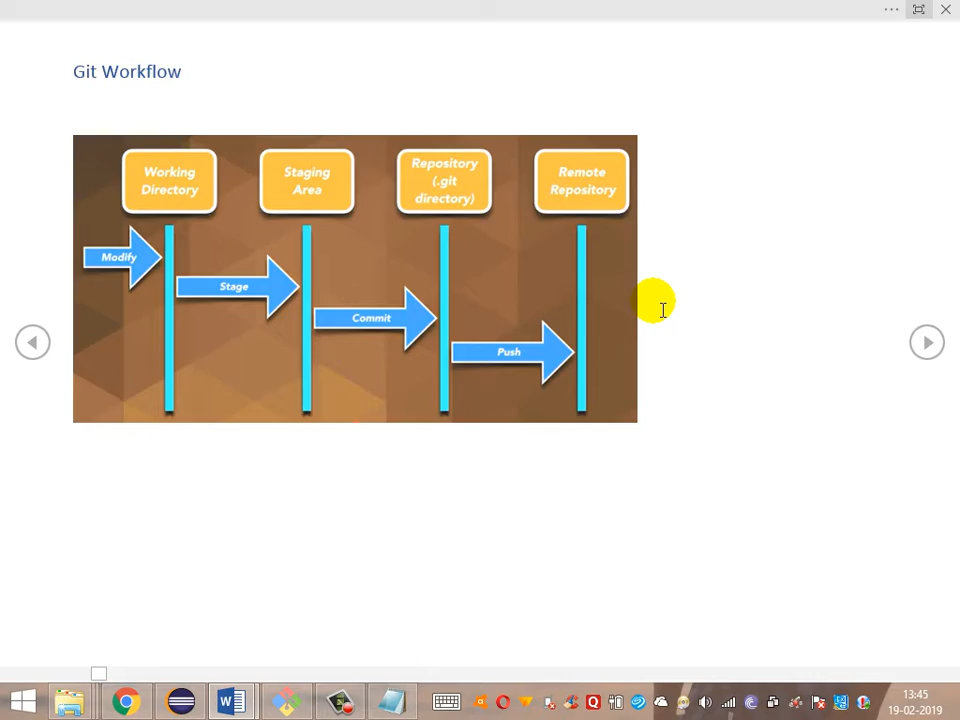 Git Workflow
Working
Directory
Staging
Area
Repository
(.git
directory)
Remote
Repository
Modify
Stage
Commit
Push
13:45
19-02-2019